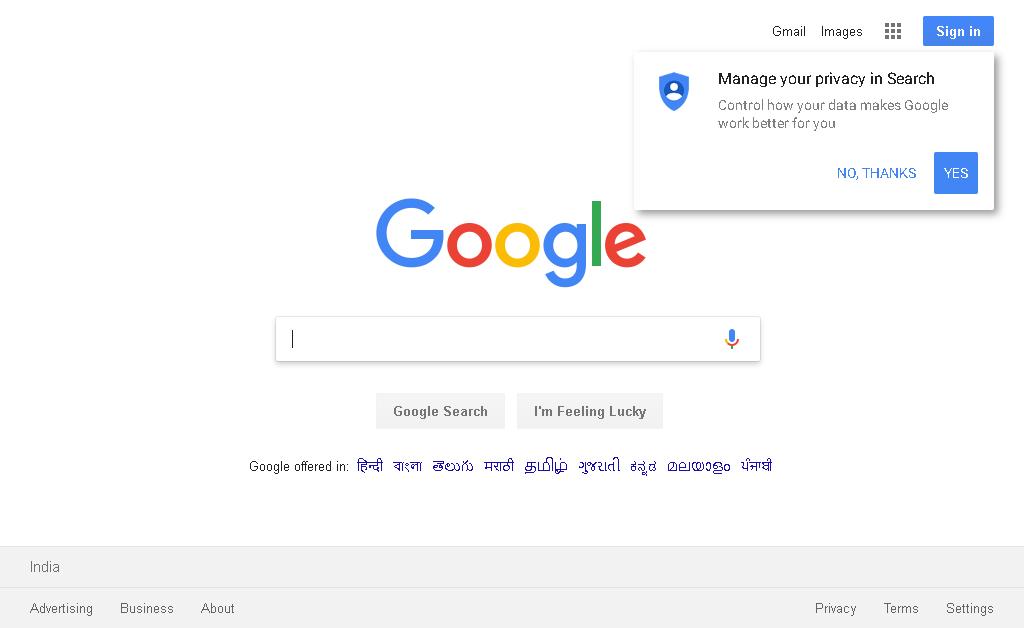 Gmail Images Sign in
Manage your privacy in Search
Control how your data makes Google
work better for you
NO, THANKS YES
Google
Google Search I'm Feeling Lucky
Google offered in: हिन्दी বাংলা తెలుగు मराठी தமிழ் ગુજરાતી ಕನ್ನಡ മലയാളം ਪੰਜਾਬੀ
India
Advertising Business About Privacy Terms Settings